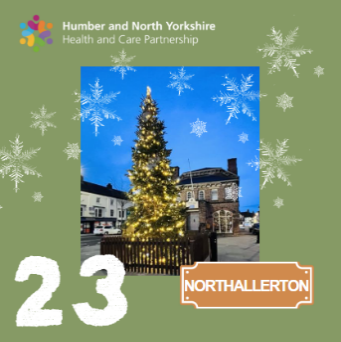 Humber and North Yorkshire
Health and Care Partnership
23
NORTHALLERTON